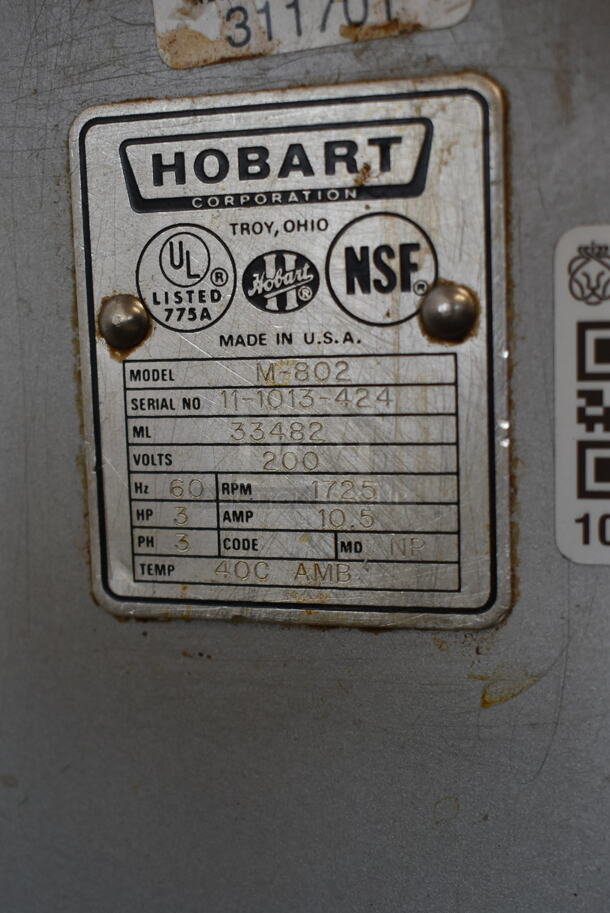 311701
HOBART
CORPORATION
TROY, OHIO
UL®
LISTED
775A
Hobart®
NSF®
MADE IN U.S.A.
MODEL M-802
SERIAL NO 11-1013-424
ML 33482
VOLTS 200
Hz 60 RPM 1725
HP 3 AMP 10.5
PH 3 CODE MO NP
TEMP 40C AMB
10